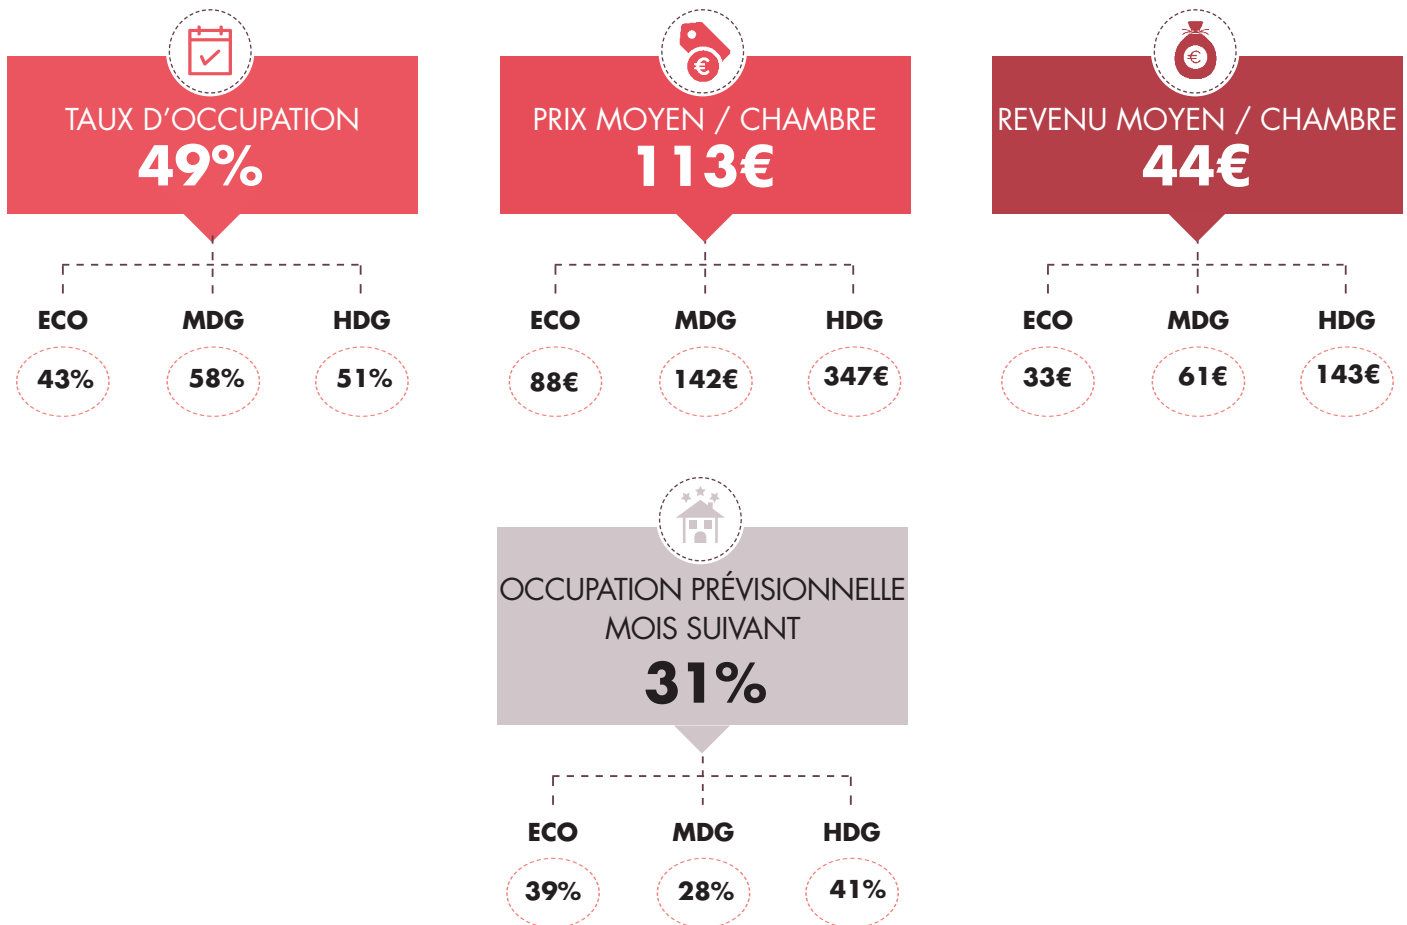 TAUX D’OCCUPATION
49%
ECO MDG HDG
43% 58% 51%
€
PRIX MOYEN / CHAMBRE
113€
ECO MDG HDG
88€ 142€ 347€
€
REVENU MOYEN / CHAMBRE
44€
ECO MDG HDG
33€ 61€ 143€
OCCUPATION PRÉVISIONNELLE
MOIS SUIVANT
31%
ECO MDG HDG
39% 28% 41%